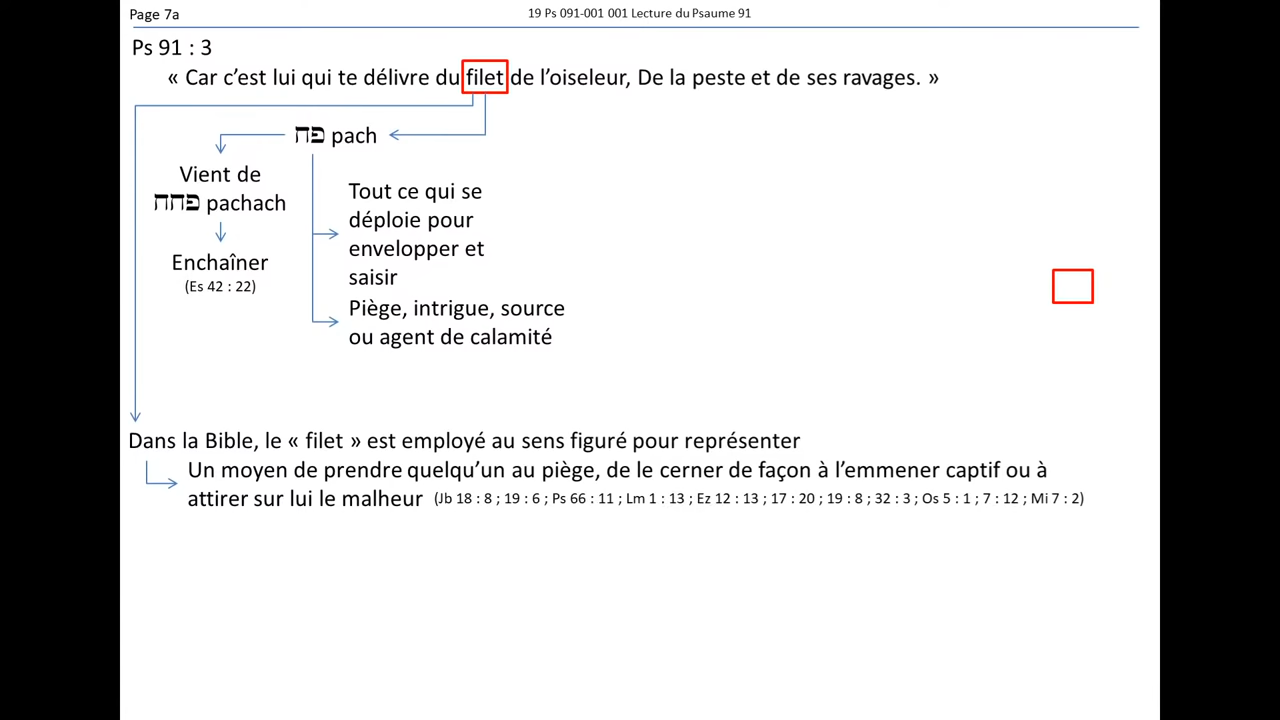 Page 7a
19 Ps 091-001 001 Lecture du Psaume 91
Ps 91 : 3
« Car c’est lui qui te délivre du filet de l’oiseleur, De la peste et de ses ravages. »
פח pach
Vient de
פחח pachach
Enchaîner
(Es 42 : 22)
Tout ce qui se
déploie pour
envelopper et
saisir
Piège, intrigue, source
ou agent de calamité
Dans la Bible, le « filet » est employé au sens figuré pour représenter
Un moyen de prendre quelqu’un au piège, de le cerner de façon à l’emmener captif ou à
attirer sur lui le malheur (Jb 18 : 8 ; 19 : 6 ; Ps 66 : 11 ; Lm 1 : 13 ; Ez 12 : 13 ; 17 : 20 ; 19 : 8 ; 32 : 3 ; Os 5 : 1 ; 7 : 12 ; Mi 7 : 2)